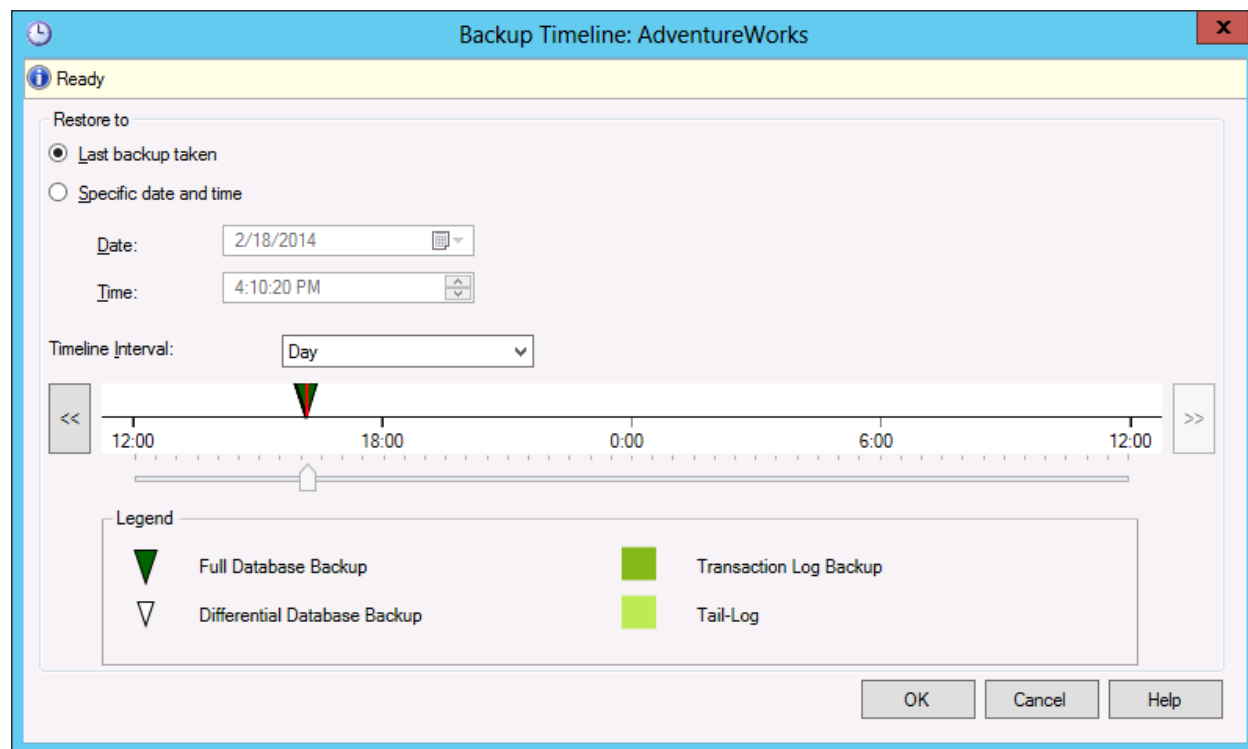 Backup Timeline: AdventureWorks
x
Ready
Restore to
Last backup taken
Specific date and time
Date: 2/18/2014
Time: 4:10:20 PM
Timeline Interval: Day
<< >>
12:00 18:00 0:00 6:00 12:00
Legend
Full Database Backup Transaction Log Backup
Differential Database Backup Tail-Log
OK Cancel Help